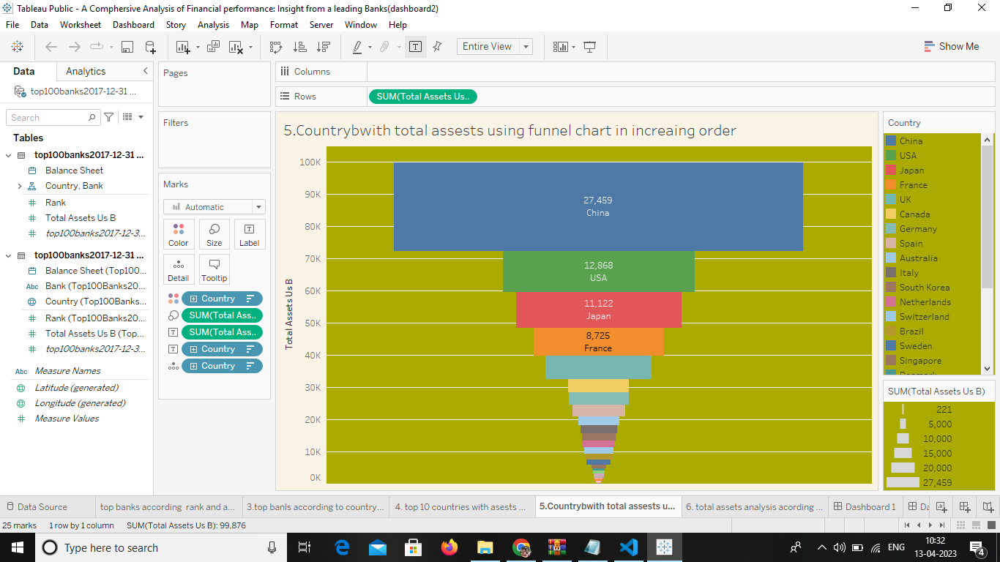 Tableau Public - A Comphersive Analysis of Financial performance: Insight from a leading Banks(dashboard2)
File Data Worksheet Dashboard Story Analysis Map Format Server Window Help
Entire View
Show Me
Data Analytics
top100banks2017-12-31 ...
Search
Tables
top100banks2017-12-31 ...
Balance Sheet
Country, Bank
Rank
Total Assets Us B
top100banks2017-12-3...
top100banks2017-12-31 ...
Balance Sheet (Top100...
Abc Bank (Top100Banks20...
Country (Top100Banks...
Rank (Top100Banks20...
Total Assets Us B (Top...
top100banks2017-12-3...
Abc Measure Names
Latitude (generated)
Longitude (generated)
Measure Values
Pages
Filters
Marks
Automatic
Color Size Label
Detail Tooltip
Country
SUM(Total Ass..
SUM(Total Ass..
Country
Country
Columns
Rows SUM(Total Assets Us..
5.Countrybwith total assests using funnel chart in increaing order
Total Assets Us B
100K
90K
80K
70K
60K
50K
40K
30K
20K
10K
0K
27,459
China
12,868
USA
11,122
Japan
8,725
France
Country
China
USA
Japan
France
UK
Canada
Germany
Spain
Australia
Italy
South Korea
Netherlands
Switzerland
Brazil
Sweden
Singapore
SUM(Total Assets Us B)
221
5,000
10,000
15,000
20,000
27,459
Data Source top banks according rank and a... 3.top banls according to country... 4. top 10 countries with asests ... 5.Countrybwith total assests u... 6. total assets analysis acording ... Dashboard 1 Da
25 marks 1 row by 1 column SUM(Total Assets Us B): 99,876
Type here to search
ENG
10:32
13-04-2023
4